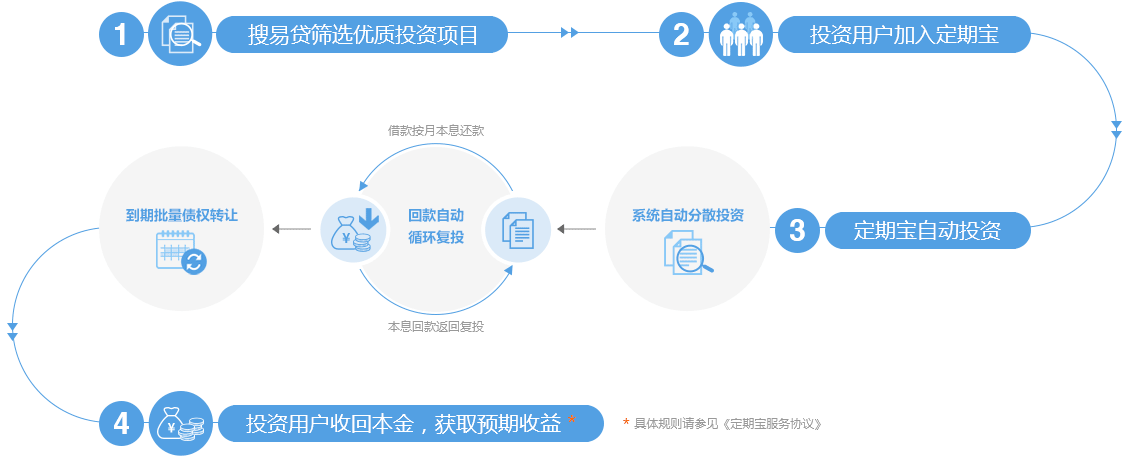 1
搜易贷筛选优质投资项目
2
投资用户加入定期宝
3
定期宝自动投资
系统自动分散投资
借款按月本息还款
回款自动
循环复投
¥
本息回款返回复投
到期批量债权转让
4
¥
投资用户收回本金，获取预期收益 *
* 具体规则请参见《定期宝服务协议》